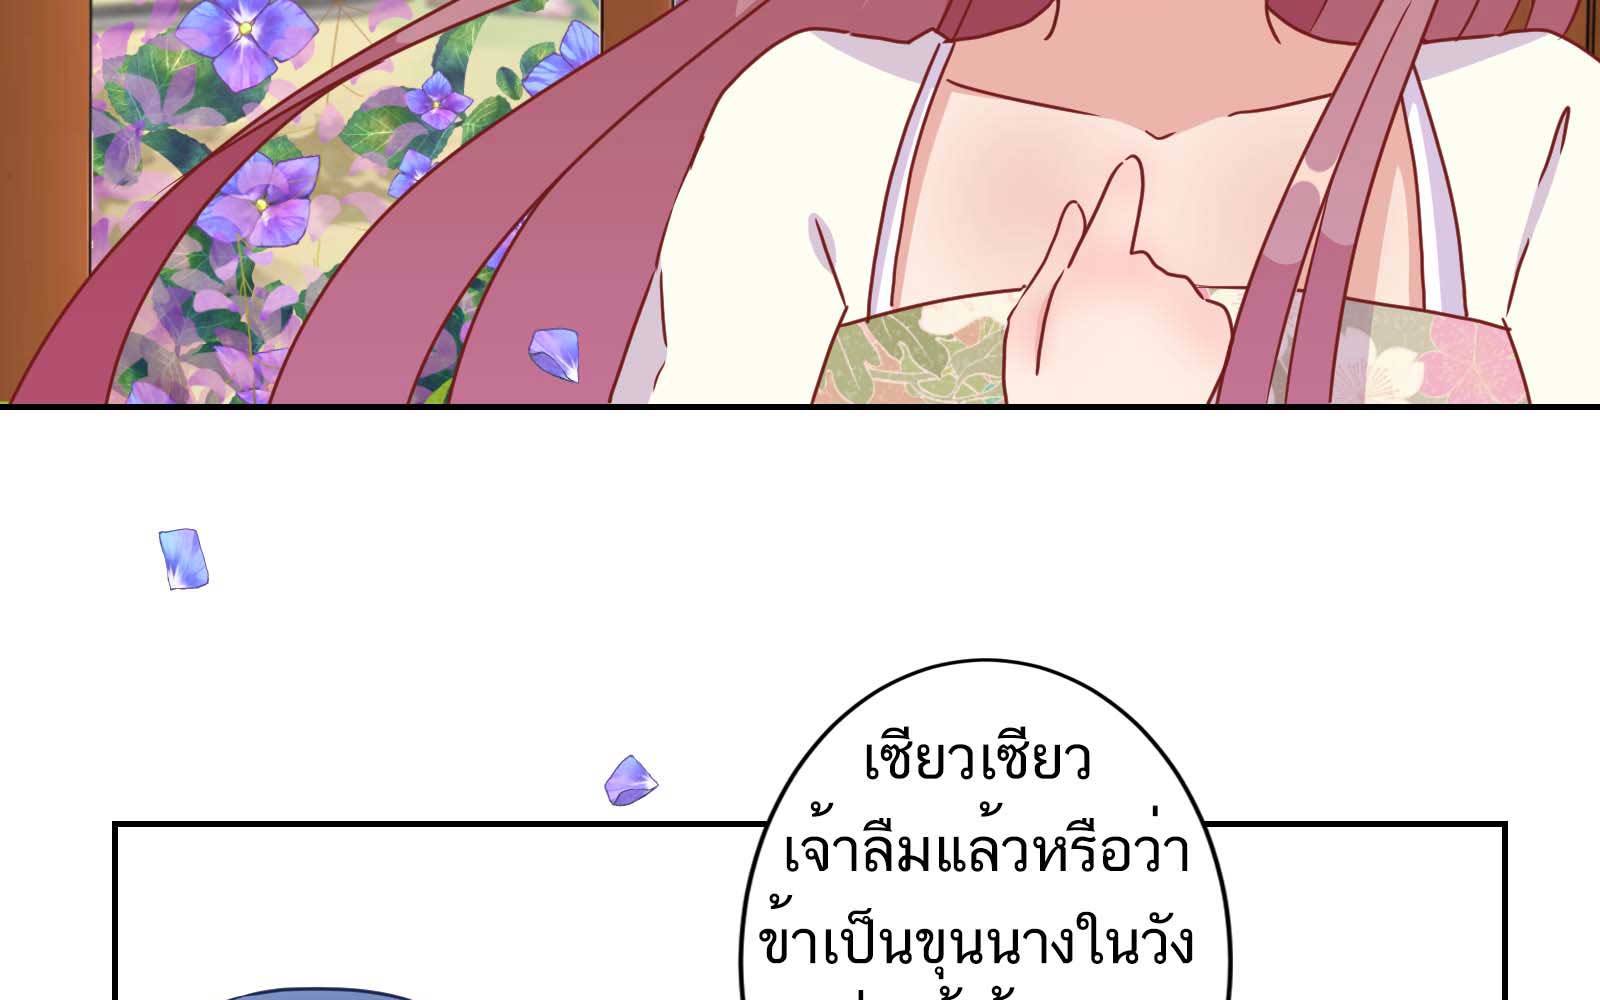 เซียวเซียว
เจ้าลืมแล้วหรือว่า
ข้าเป็นขุนนางในวัง